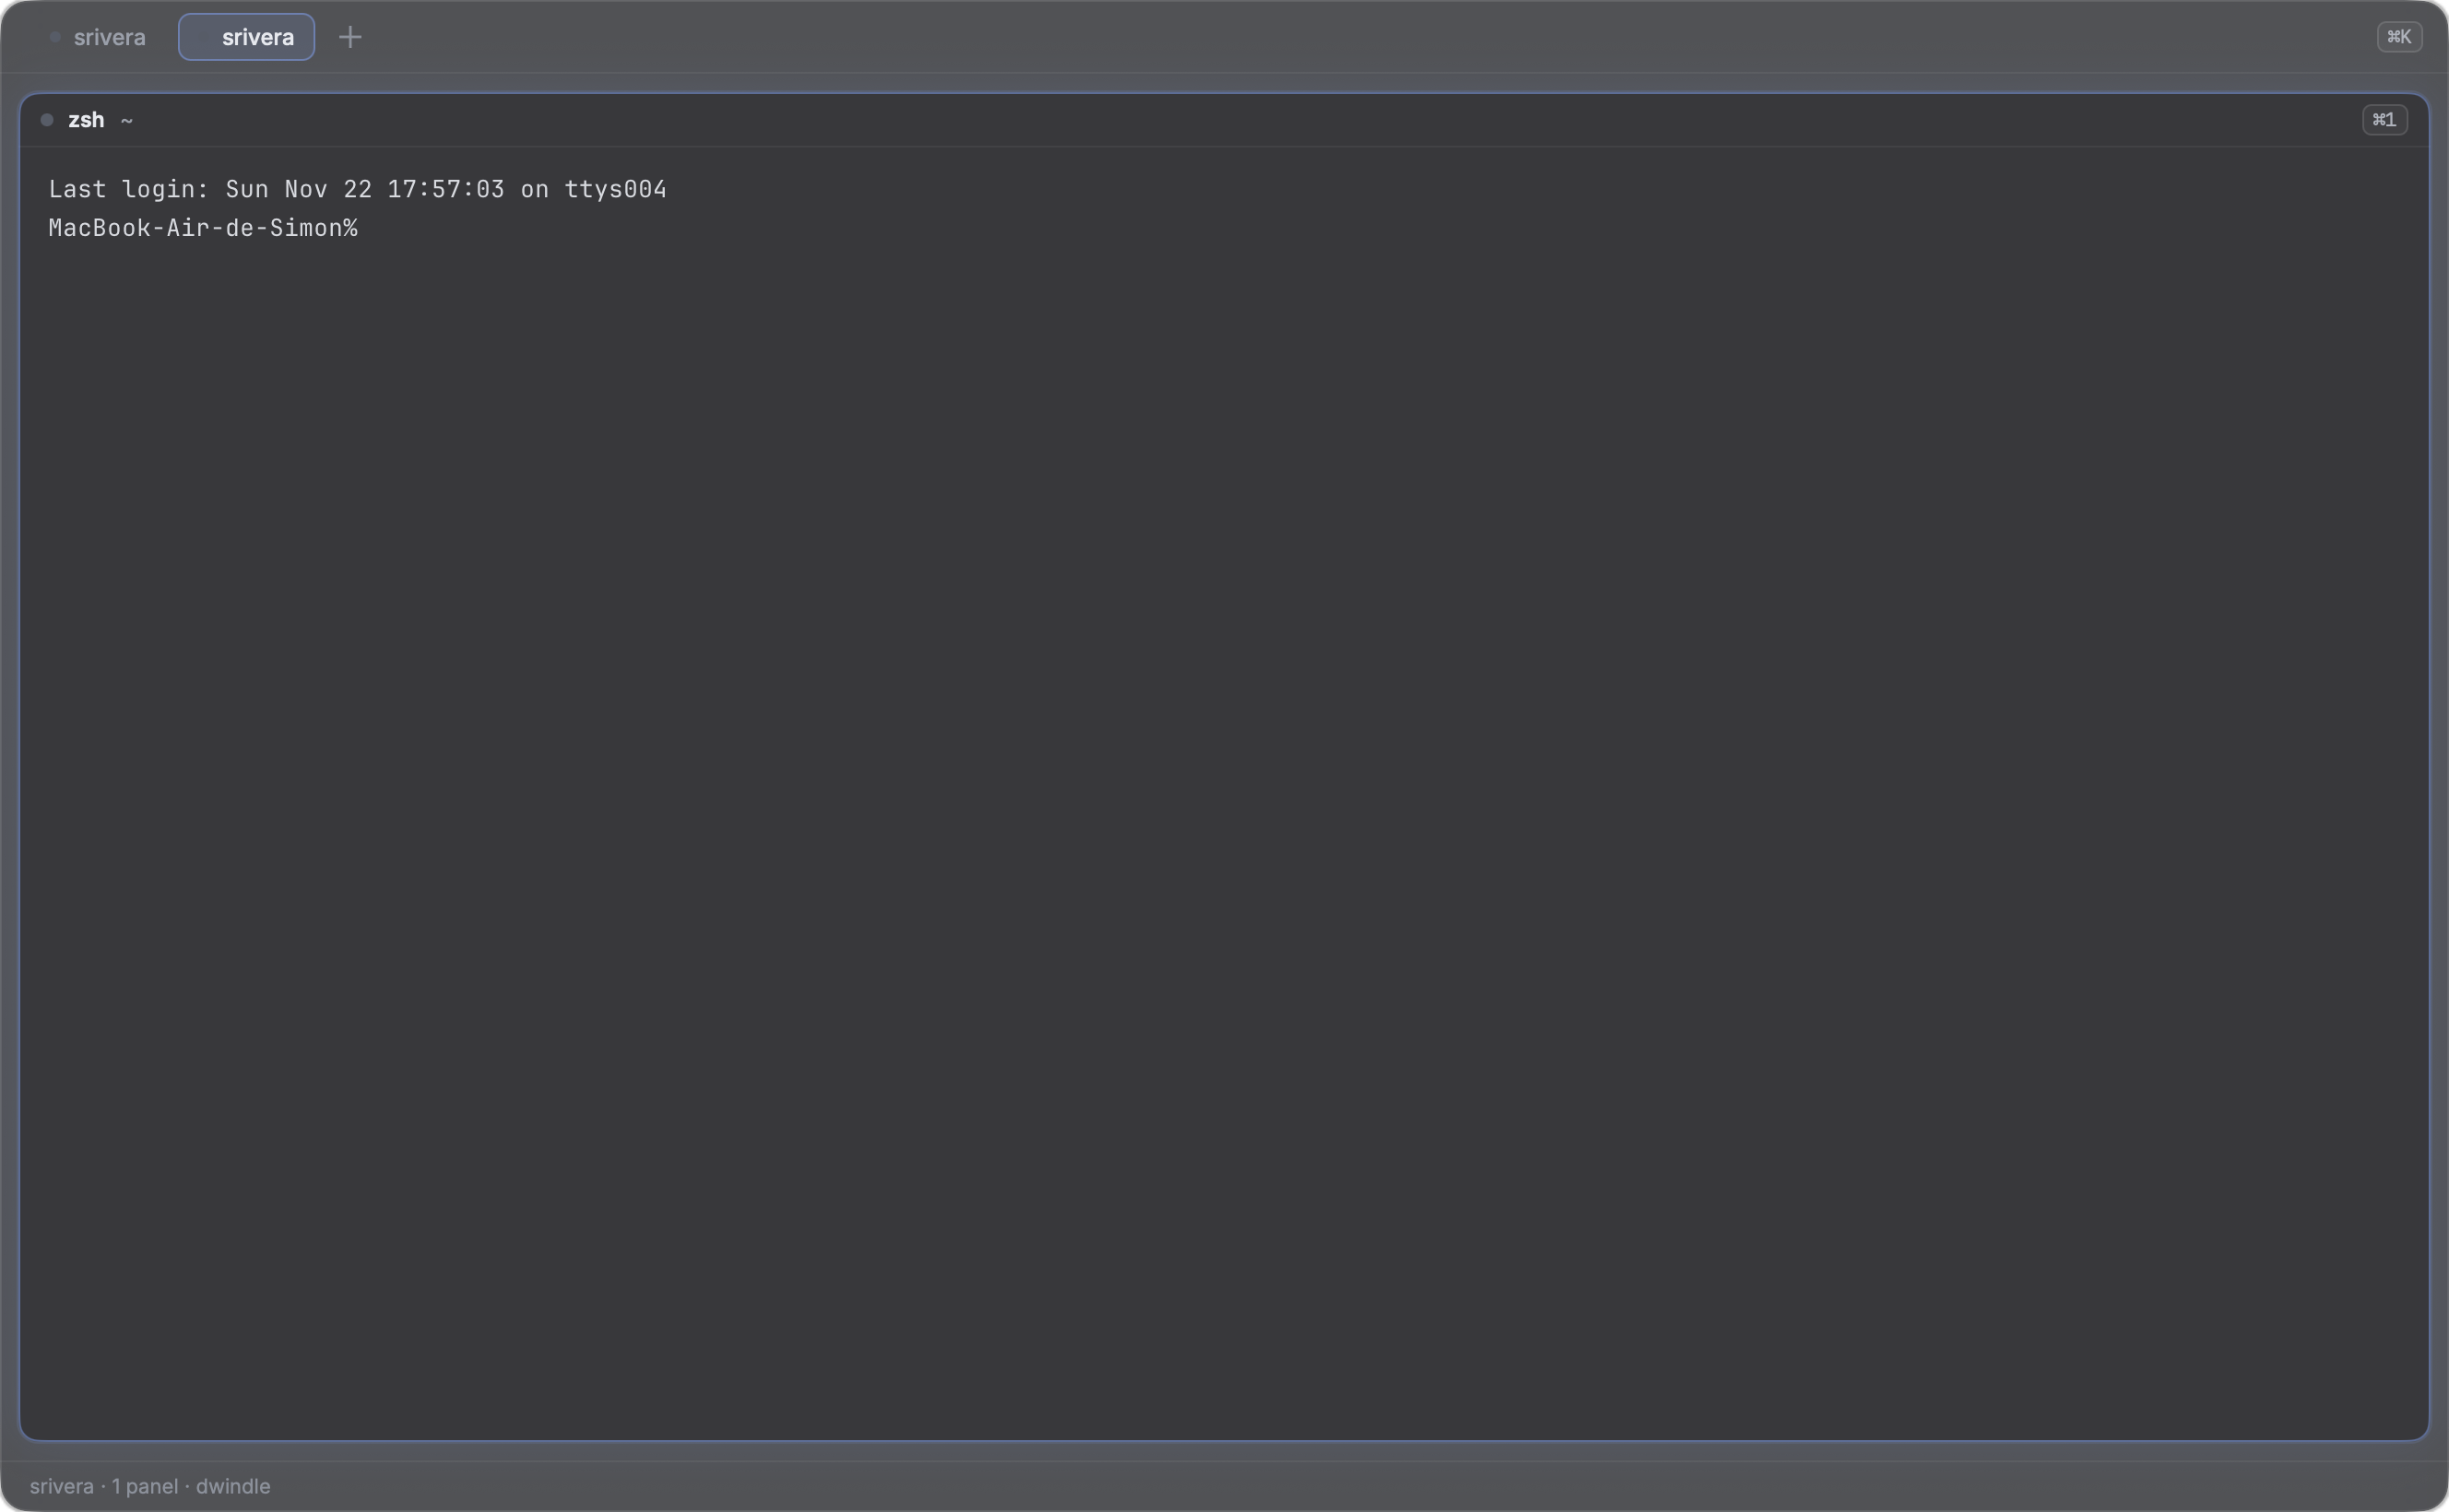 srivera srivera + ⌘K
zsh ~ ⌘1
Last login: Sun Nov 22 17:57:03 on ttys004
MacBook-Air-de-Simon%
srivera · 1 panel · dwindle